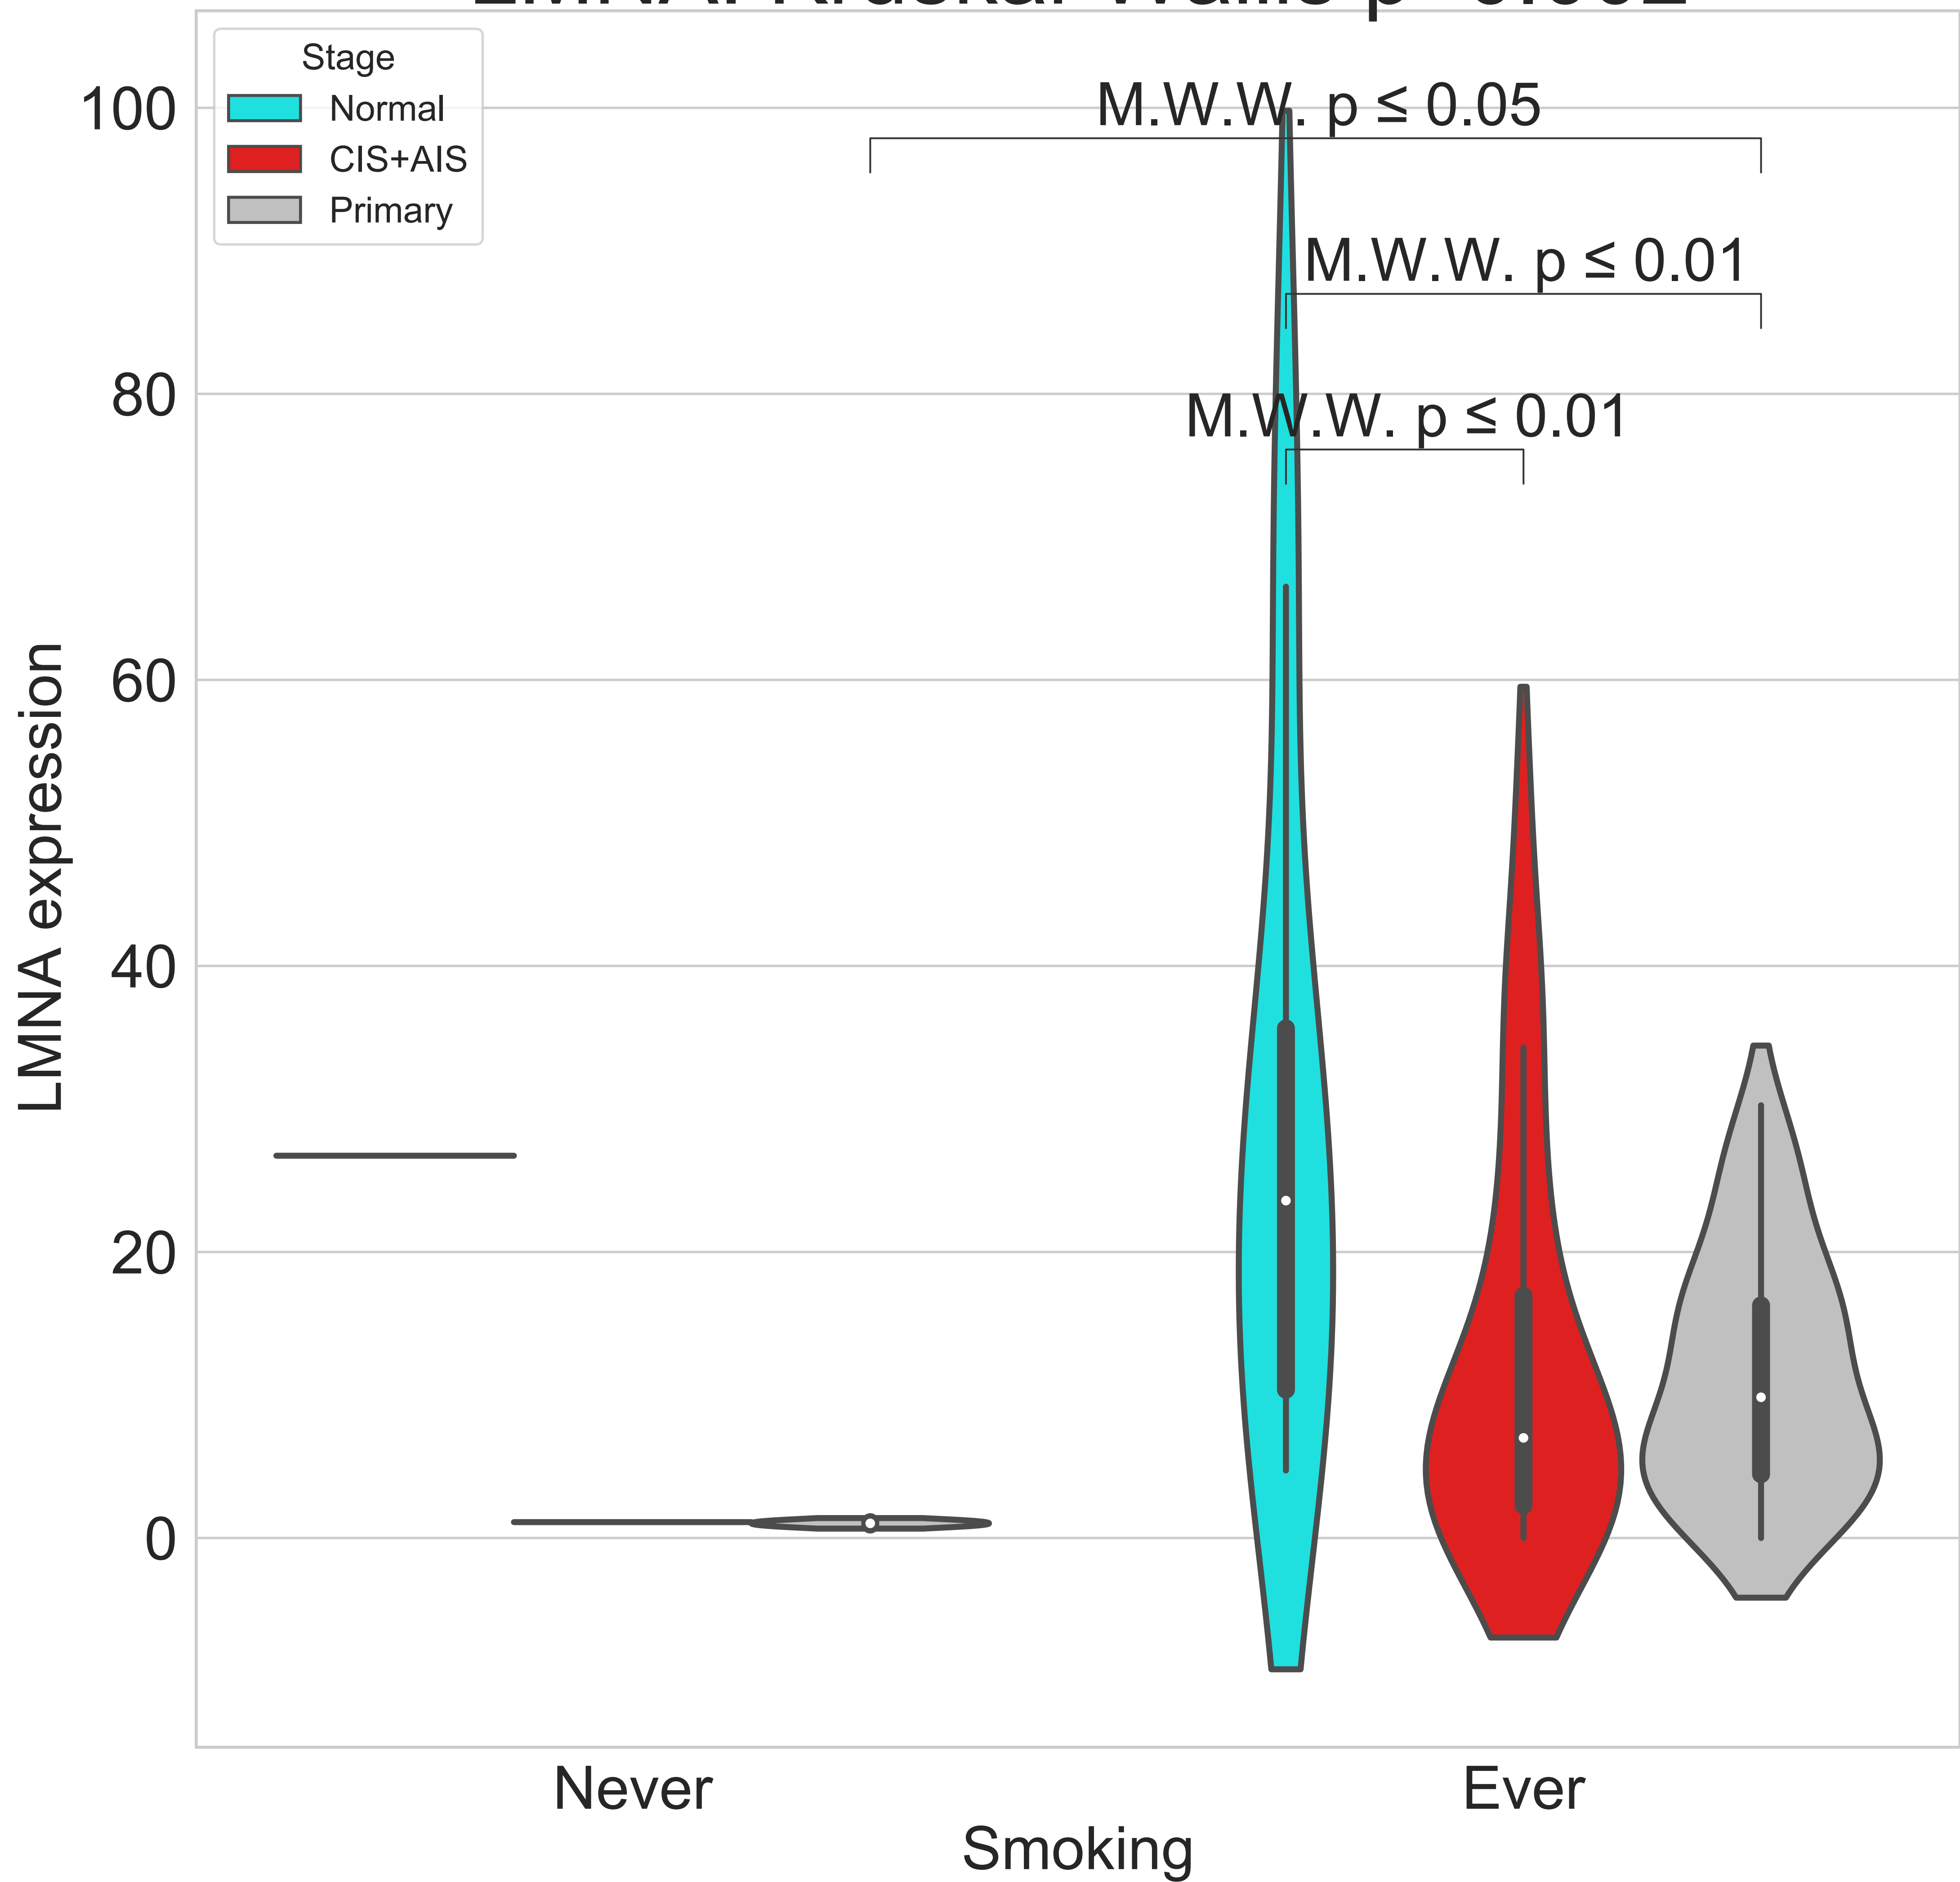 Stage
Normal
CIS+AIS
Primary
M.W.W. p ≤ 0.05
M.W.W. p ≤ 0.01
M.W.W. p ≤ 0.01
100
80
60
40
20
0
LMNA expression
Never
Ever
Smoking